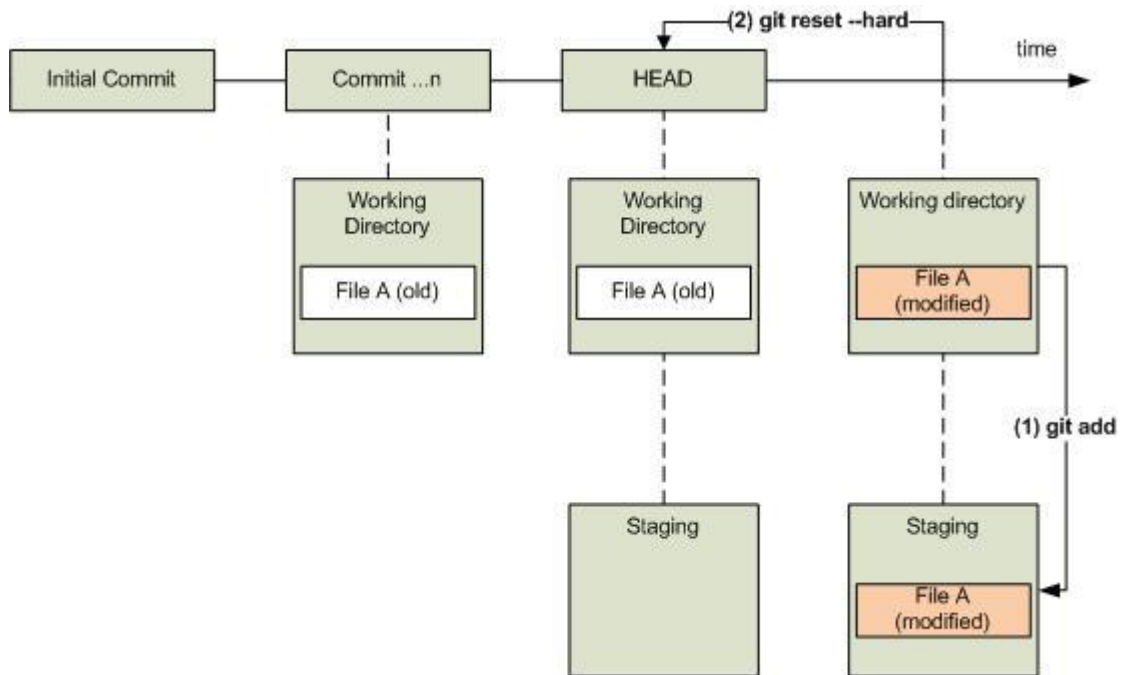 (2) git reset --hard
time
Initial Commit
Commit ...n
HEAD
Working
Directory
File A (old)
Working
Directory
File A (old)
Working directory
File A
(modified)
(1) git add
Staging
Staging
File A
(modified)